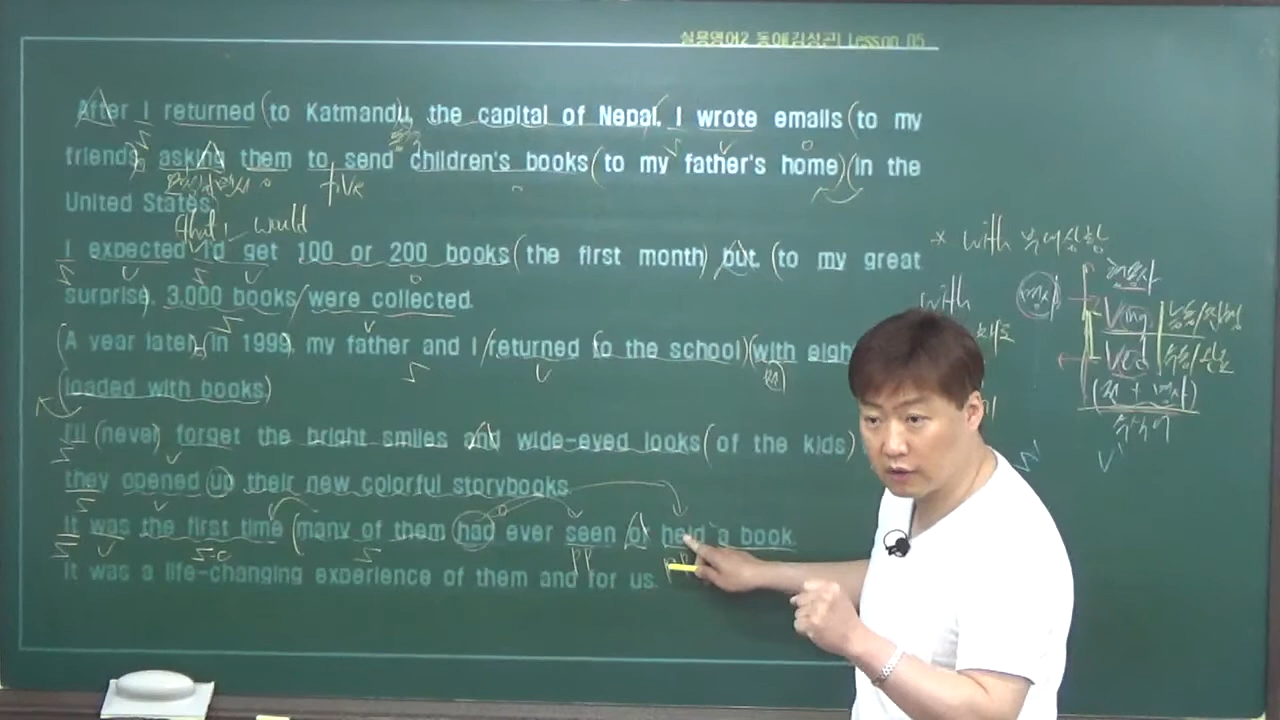 실용영어2 동아(김상근) Lesson 05
After I returned to Katmandu, the capital of Nepal, I wrote emails to my
friends, asking them to send children's books to my father's home in the
United States.
that I would
I expected I'd get 100 or 200 books the first month, but, to my great
surprise, 3,000 books were collected.
A year later, in 1999, my father and I returned to the school with eigh
loaded with books.
I'll never forget the bright smiles and wide-eyed looks of the kids
they opened up their new colorful storybooks.
It was the first time many of them had ever seen or held a book.
PP PP
It was a life-changing experience of them and for us.
* with 부대상황
with 명사 형용사
Ving 능동/진행
Ved 수동/완료